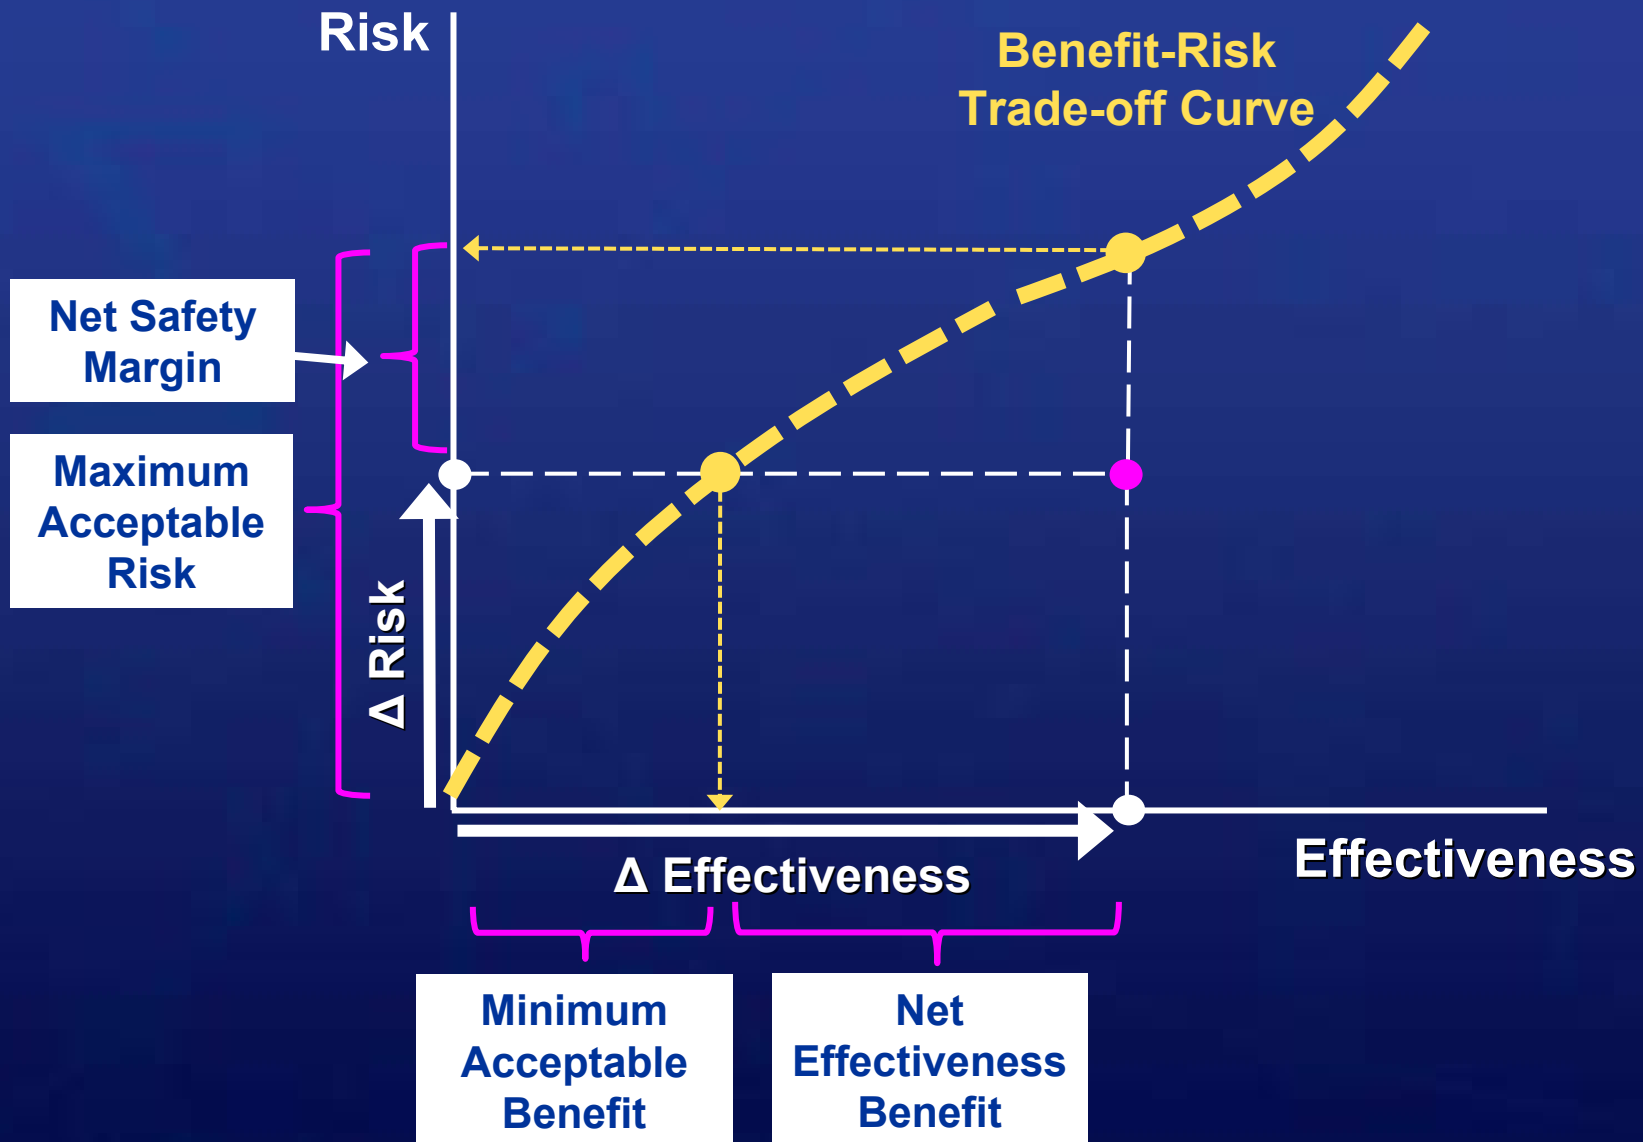 Risk
Benefit-Risk
Trade-off Curve
Net Safety
Margin
Maximum
Acceptable
Risk
Δ Risk
Δ Effectiveness
Effectiveness
Minimum
Acceptable
Benefit
Net
Effectiveness
Benefit